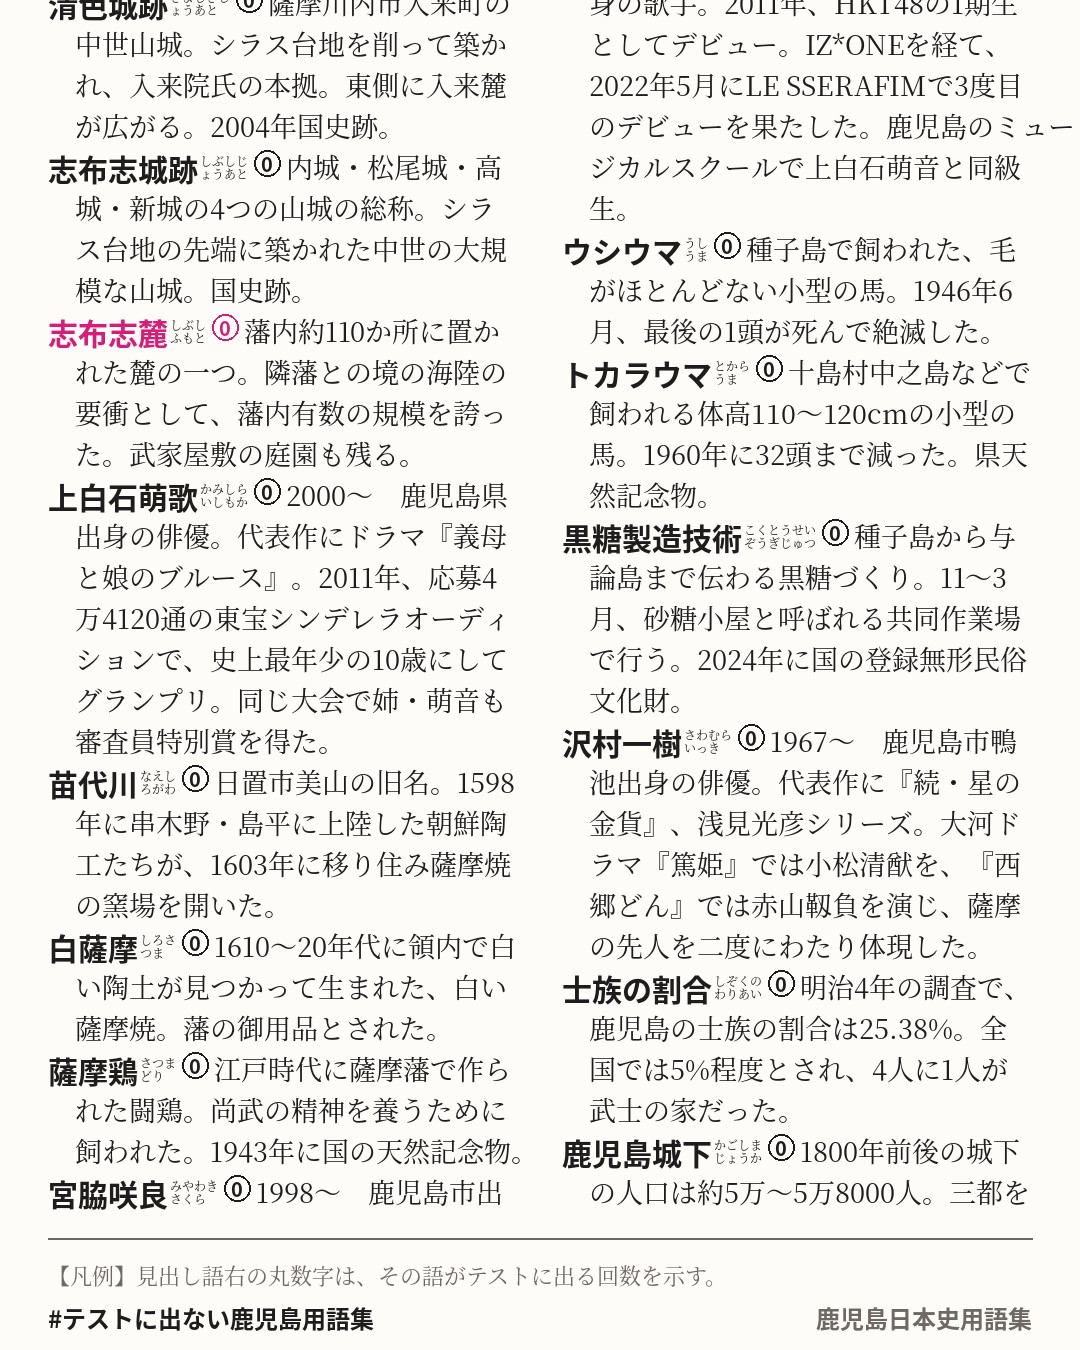 清色城跡 ⓪ 薩摩川内市入来町の
中世山城。シラス台地を削って築か
れ、入来院氏の本拠。東側に入来麓
が広がる。2004年国史跡。
志布志城跡 しぶしじょうあと ⓪ 内城・松尾城・高
城・新城の4つの山城の総称。シラ
ス台地の先端に築かれた中世の大規
模な山城。国史跡。
志布志麓 しぶしふもと ⓪ 藩内約110か所に置か
れた麓の一つ。隣藩との境の海陸の
要衝として、藩内有数の規模を誇っ
た。武家屋敷の庭園も残る。
上白石萌歌 かみしらいしもか ⓪ 2000〜　鹿児島県
出身の俳優。代表作にドラマ『義母
と娘のブルース』。2011年、応募4
万4120通の東宝シンデレラオーディ
ションで、史上最年少の10歳にして
グランプリ。同じ大会で姉・萌音も
審査員特別賞を得た。
苗代川 なえしろがわ ⓪ 日置市美山の旧名。1598
年に串木野・島平に上陸した朝鮮陶
工たちが、1603年に移り住み薩摩焼
の窯場を開いた。
白薩摩 しろさつま ⓪ 1610〜20年代に領内で白
い陶土が見つかって生まれた、白い
薩摩焼。藩の御用品とされた。
薩摩鶏 さつまどり ⓪ 江戸時代に薩摩藩で作ら
れた闘鶏。尚武の精神を養うために
飼われた。1943年に国の天然記念物。
宮脇咲良 みやわきさくら ⓪ 1998〜　鹿児島市出
身の歌手。2011年、HKT48の1期生
としてデビュー。IZ*ONEを経て、
2022年5月にLE SSERAFIMで3度目
のデビューを果たした。鹿児島のミュー
ジカルスクールで上白石萌音と同級
生。
ウシウマ うしうま ⓪ 種子島で飼われた、毛
がほとんどない小型の馬。1946年6
月、最後の1頭が死んで絶滅した。
トカラウマ とからうま ⓪ 十島村中之島などで
飼われる体高110〜120cmの小型の
馬。1960年に32頭まで減った。県天
然記念物。
黒糖製造技術 こくとうせいぞうぎじゅつ ⓪ 種子島から与
論島まで伝わる黒糖づくり。11〜3
月、砂糖小屋と呼ばれる共同作業場
で行う。2024年に国の登録無形民俗
文化財。
沢村一樹 さわむらいっき ⓪ 1967〜　鹿児島市鴨
池出身の俳優。代表作に『続・星の
金貨』、浅見光彦シリーズ。大河ド
ラマ『篤姫』では小松清猷を、『西
郷どん』では赤山靱負を演じ、薩摩
の先人を二度にわたり体現した。
士族の割合 しぞくのわりあい ⓪ 明治4年の調査で、
鹿児島の士族の割合は25.38%。全
国では5%程度とされ、4人に1人が
武士の家だった。
鹿児島城下 かごしまじょうか ⓪ 1800年前後の城下
の人口は約5万〜5万8000人。三都を
【凡例】見出し語右の丸数字は、その語がテストに出る回数を示す。
#テストに出ない鹿児島用語集
鹿児島日本史用語集